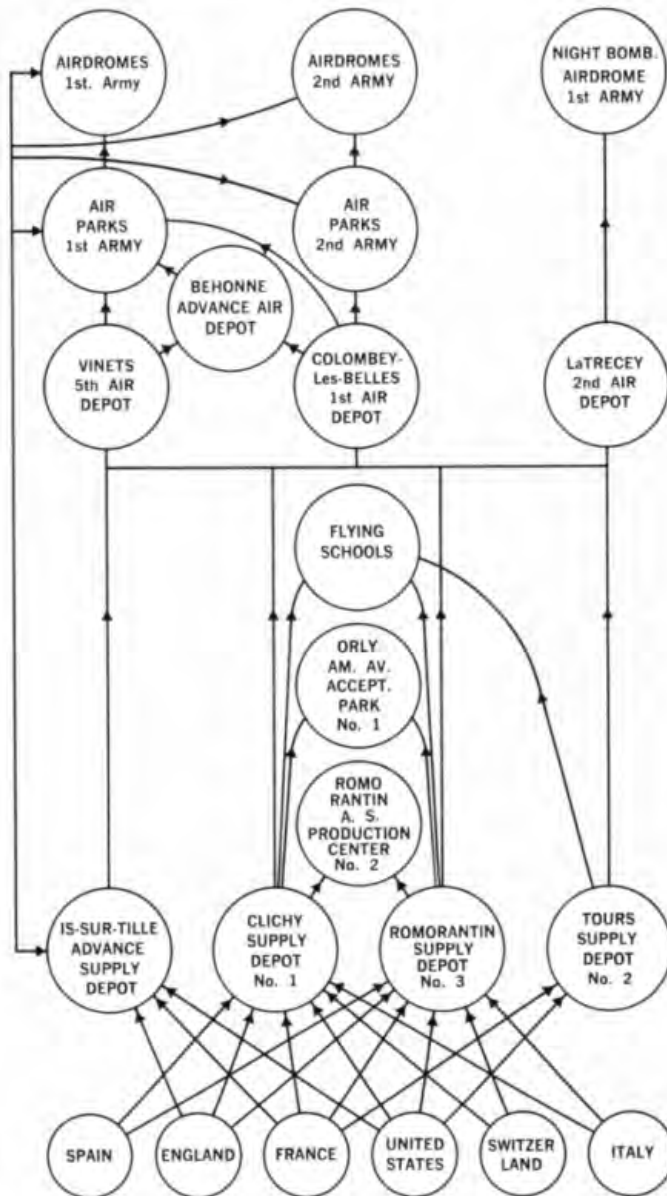 AIRDROMES
1st. Army
AIRDROMES
2nd ARMY
NIGHT BOMB.
AIRDROME
1st ARMY
AIR
PARKS
1st ARMY
AIR
PARKS
2nd ARMY
BEHONNE
ADVANCE AIR
DEPOT
VINETS
5th AIR
DEPOT
COLOMBEY-
Les-BELLES
1st AIR
DEPOT
LaTRECEY
2nd AIR
DEPOT
FLYING
SCHOOLS
ORLY
AM. AV.
ACCEPT.
PARK
No. 1
ROMO
RANTIN
A. S.
PRODUCTION
CENTER
No. 2
IS-SUR-TILLE
ADVANCE
SUPPLY
DEPOT
CLICHY
SUPPLY
DEPOT
No. 1
ROMORANTIN
SUPPLY
DEPOT
No. 3
TOURS
SUPPLY
DEPOT
No. 2
SPAIN
ENGLAND
FRANCE
UNITED
STATES
SWITZER
LAND
ITALY